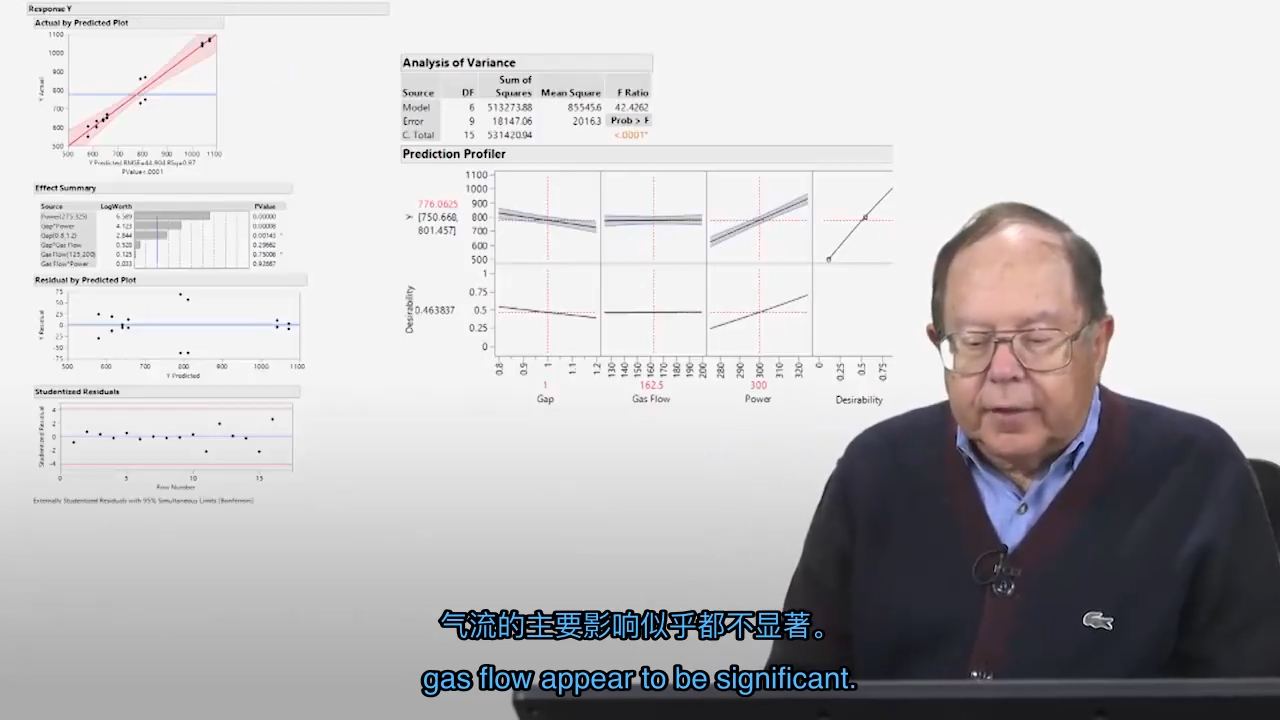 Response Y
Actual by Predicted Plot
1100
1000
900
800
700
600
500
Y Actual
500 600 700 800 900 1000 1100
Y Predicted RMSE=44.904 RSq=0.97
PValue<.0001
Effect Summary
Source LogWorth PValue
Power(275,325) 6.589 0.00000
Gap*Power 4.123 0.00008
Gap(0.8,1.2) 2.844 0.00143 ^
Gap*Gas Flow 0.528
Gas Flow(125,200) 0.125 0.75006 ^
Gas Flow*Power 0.033
Residual by Predicted Plot
75
50
25
0
-25
-50
-75
Y Residual
500 600 700 800 900 1000 1100
Y Predicted
Studentized Residuals
4
2
0
-2
-4
Studentized Residual
0 5 10 15
Row Number
Externally Studentized Residuals with 95% Simultaneous Limits (Bonferroni)
Analysis of Variance
Sum of
Source DF Squares Mean Square F Ratio
Model 6 513273.88 85545.6 42.4262
Error 9 18147.06 2016.3 Prob > F
C. Total 15 531420.94 <.0001*
Prediction Profiler
776.0625
[750.668,
801.457]
Y
1100
1000
900
800
700
600
500
Desirability
0.463837
1
0.75
0.5
0.25
0
0.8 0.9 1 1.1 1.2 130 140 150 160 170 180 190 200 280 290 300 310 320 0 0.25 0.5 0.75
1 162.5 300
Gap Gas Flow Power Desirability
气流的主要影响似乎都不显著。
gas flow appear to be significant.